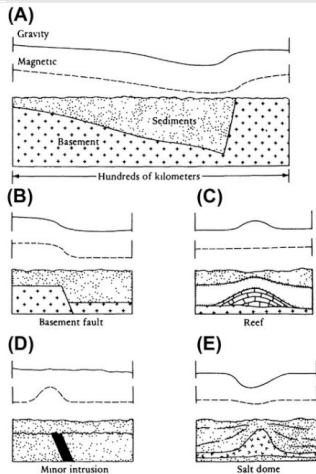 (A)
Gravity
Magnetic
Sediments
Basement
Hundreds of kilometers
(B)
(C)
Basement fault
Reef
(D)
(E)
Minor intrusion
Salt dome